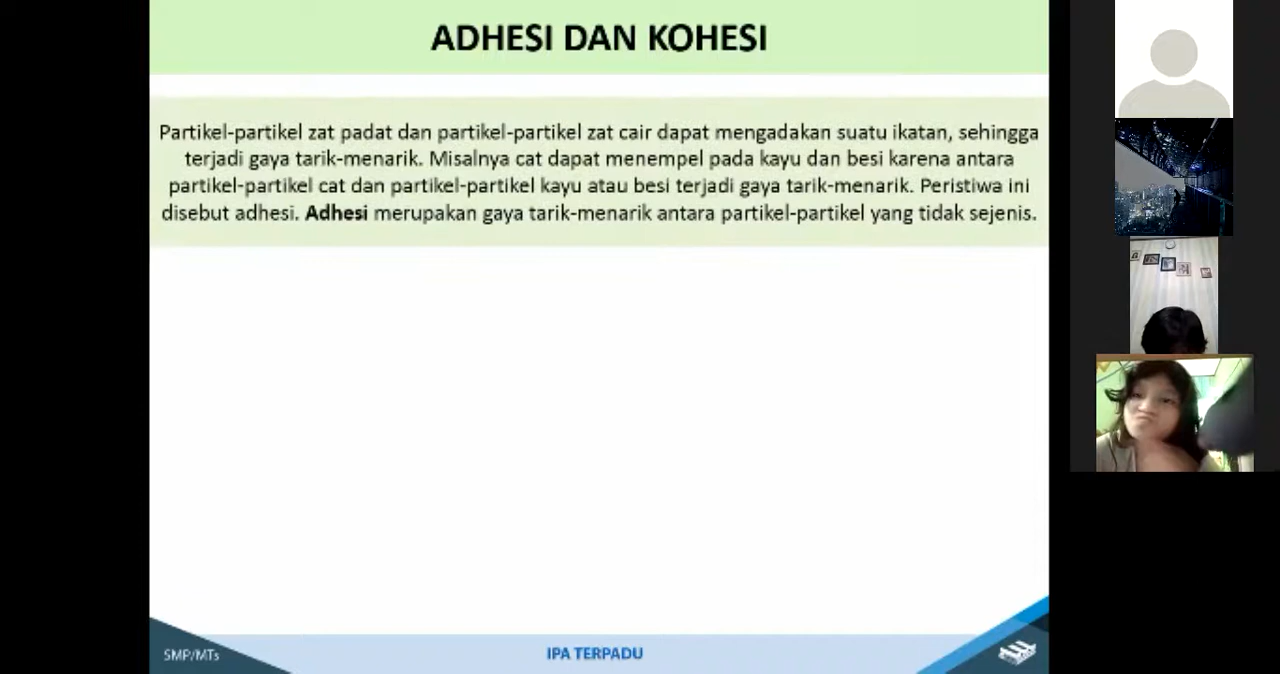 ADHESI DAN KOHESI
Partikel-partikel zat padat dan partikel-partikel zat cair dapat mengadakan suatu ikatan, sehingga
terjadi gaya tarik-menarik. Misalnya cat dapat menempel pada kayu dan besi karena antara
partikel-partikel cat dan partikel-partikel kayu atau besi terjadi gaya tarik-menarik. Peristiwa ini
disebut adhesi. Adhesi merupakan gaya tarik-menarik antara partikel-partikel yang tidak sejenis.
SMP/MTs
IPA TERPADU